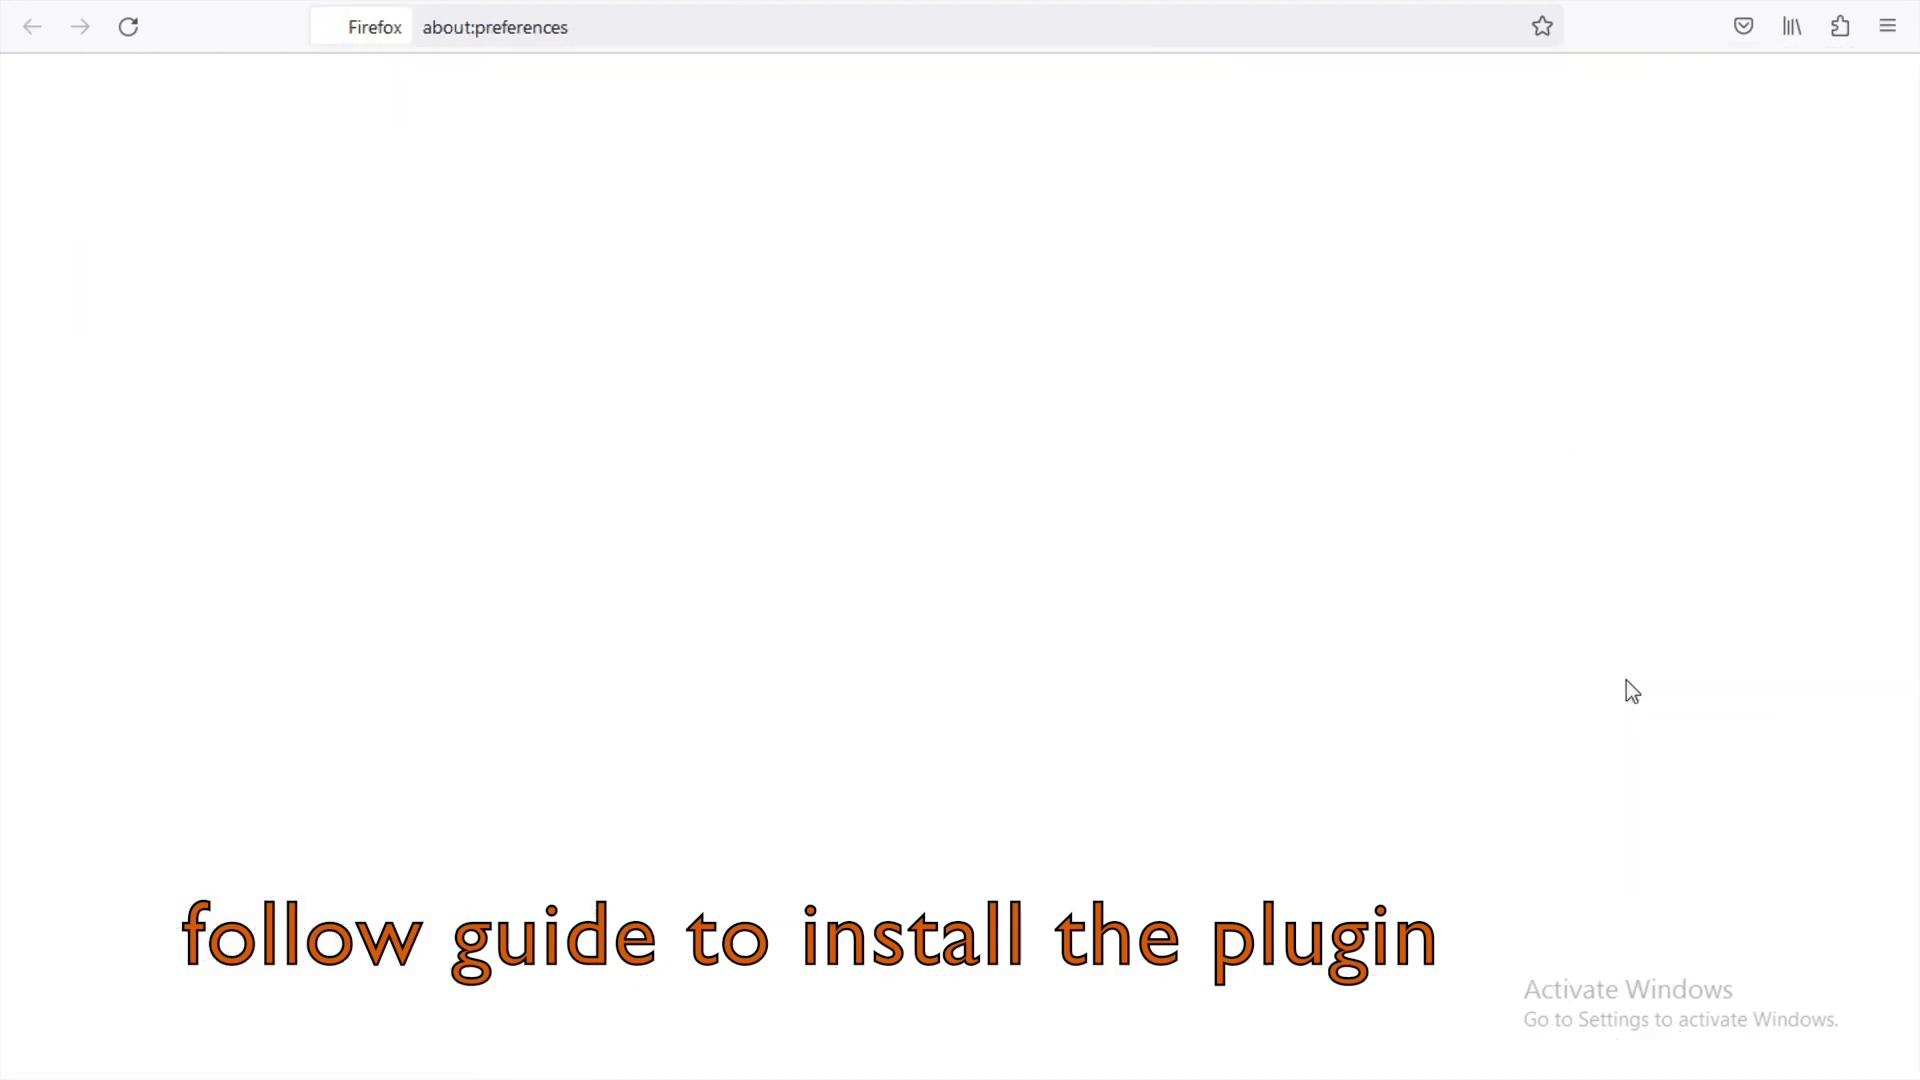 Firefox about:preferences
follow guide to install the plugin
Activate Windows
Go to Settings to activate Windows.